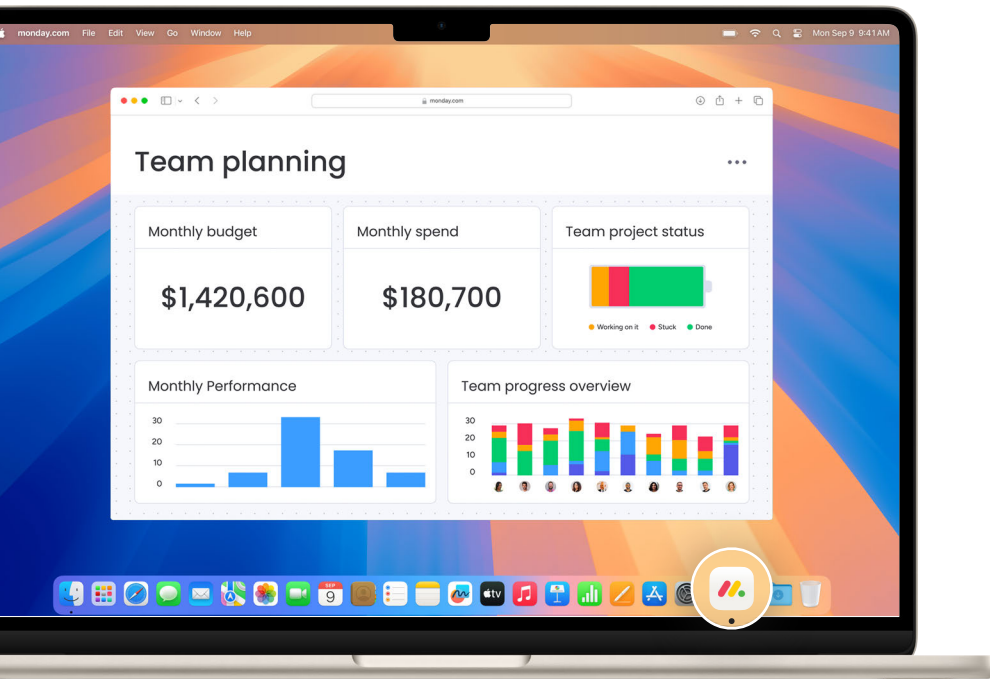 monday.com File Edit View Go Window Help
Mon Sep 9 9:41 AM
monday.com
Team planning
Monthly budget
$1,420,600
Monthly spend
$180,700
Team project status
Working on it Stuck Done
Monthly Performance
30
20
10
0
Team progress overview
30
20
10
0
SEP
9
tv